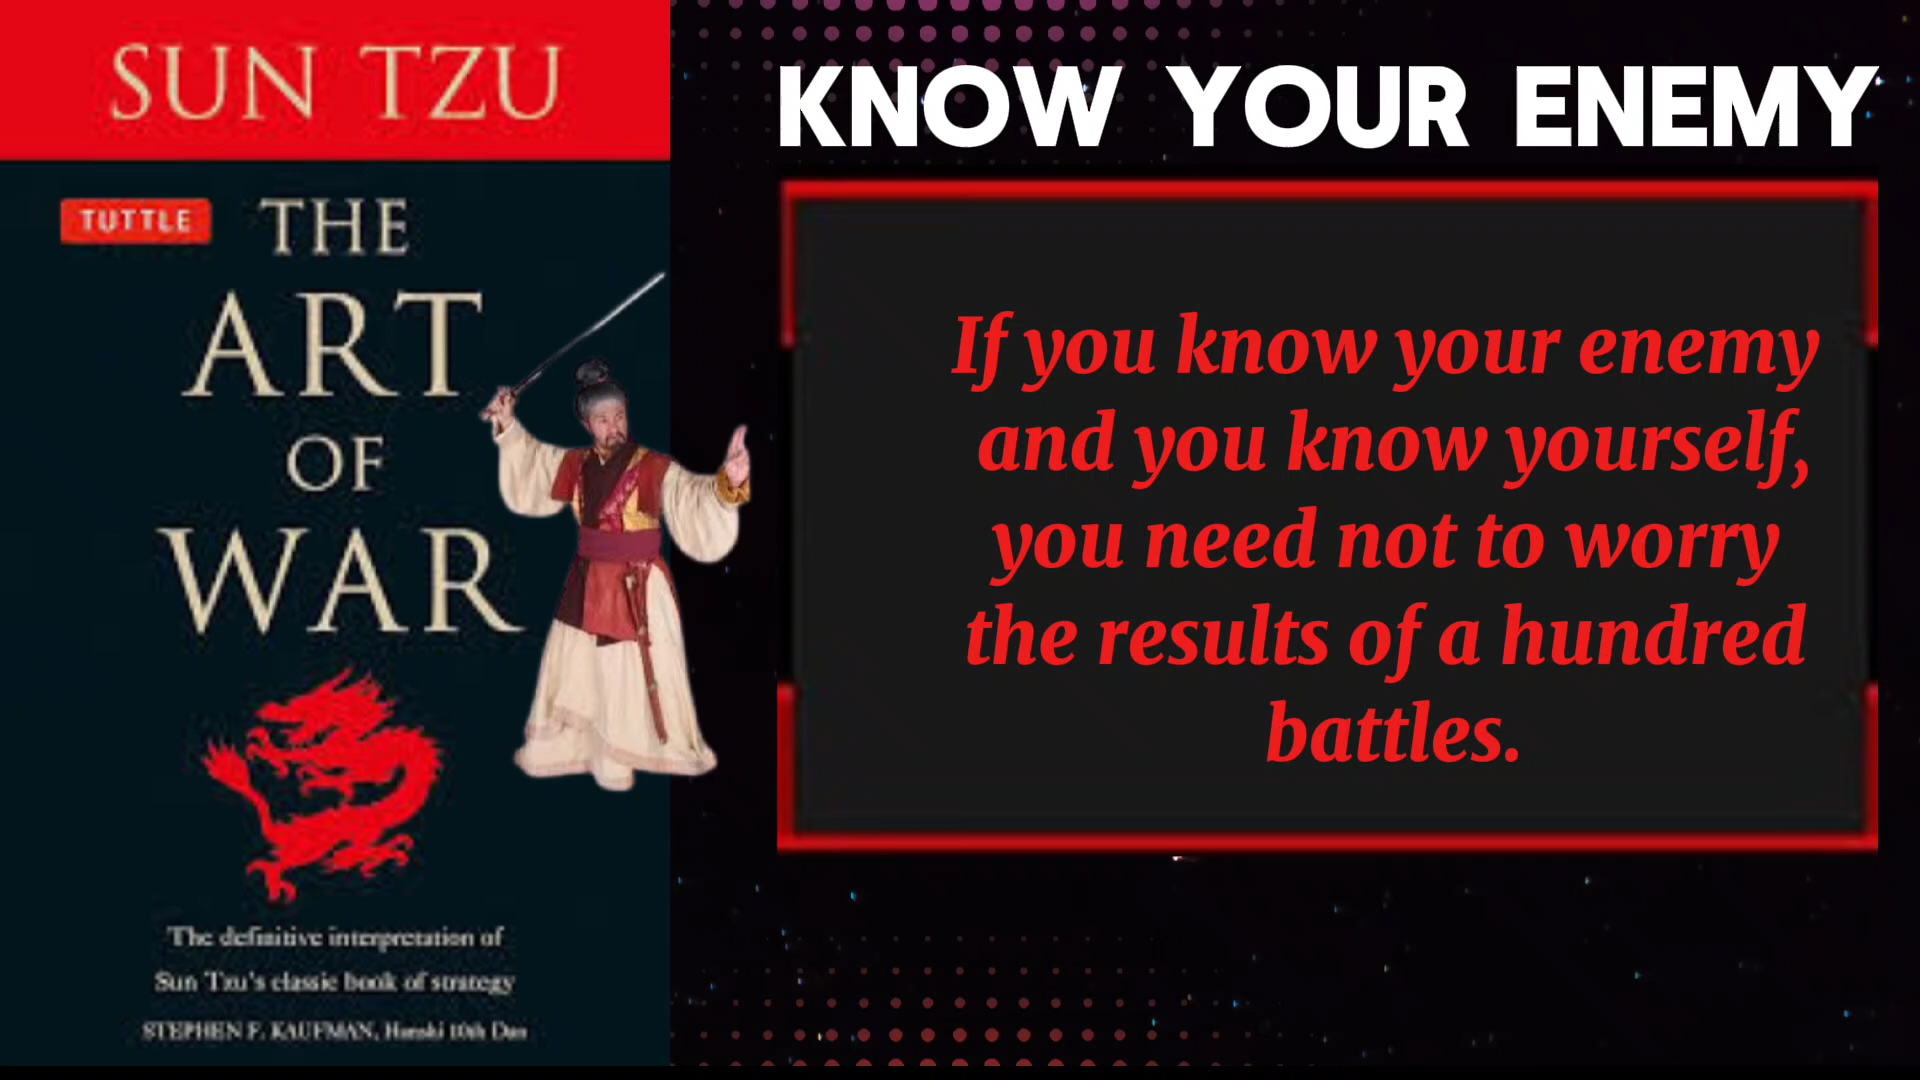 SUN TZU
TUTTLE
THE
ART
OF
WAR
The definitive interpretation of
Sun Tzu's classic book of strategy
STEPHEN F. KAUFMAN, Hanshi 10th Dan
KNOW YOUR ENEMY
If you know your enemy
and you know yourself,
you need not to worry
the results of a hundred
battles.